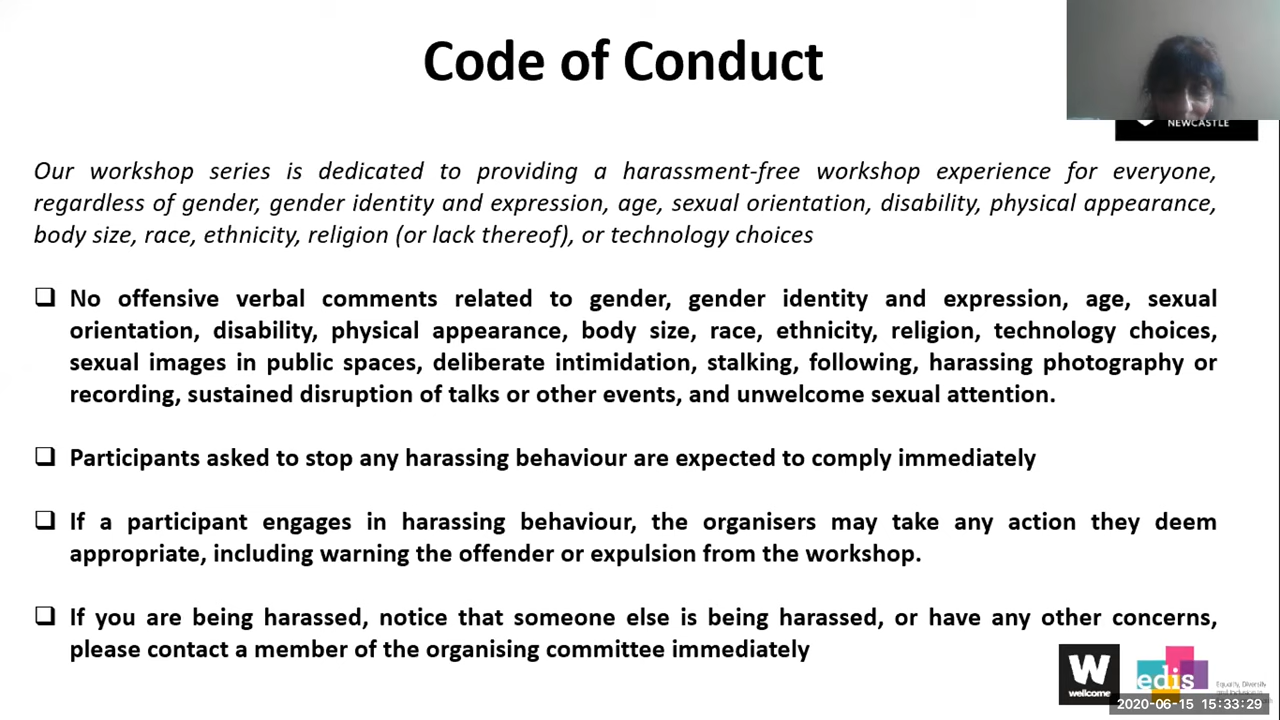 Code of Conduct
NEWCASTLE
Our workshop series is dedicated to providing a harassment-free workshop experience for everyone,
regardless of gender, gender identity and expression, age, sexual orientation, disability, physical appearance,
body size, race, ethnicity, religion (or lack thereof), or technology choices
No offensive verbal comments related to gender, gender identity and expression, age, sexual
orientation, disability, physical appearance, body size, race, ethnicity, religion, technology choices,
sexual images in public spaces, deliberate intimidation, stalking, following, harassing photography or
recording, sustained disruption of talks or other events, and unwelcome sexual attention.
Participants asked to stop any harassing behaviour are expected to comply immediately
If a participant engages in harassing behaviour, the organisers may take any action they deem
appropriate, including warning the offender or expulsion from the workshop.
If you are being harassed, notice that someone else is being harassed, or have any other concerns,
please contact a member of the organising committee immediately
W
wellcome
edis
Equality, Diversity
2020-06-15 15:33:29